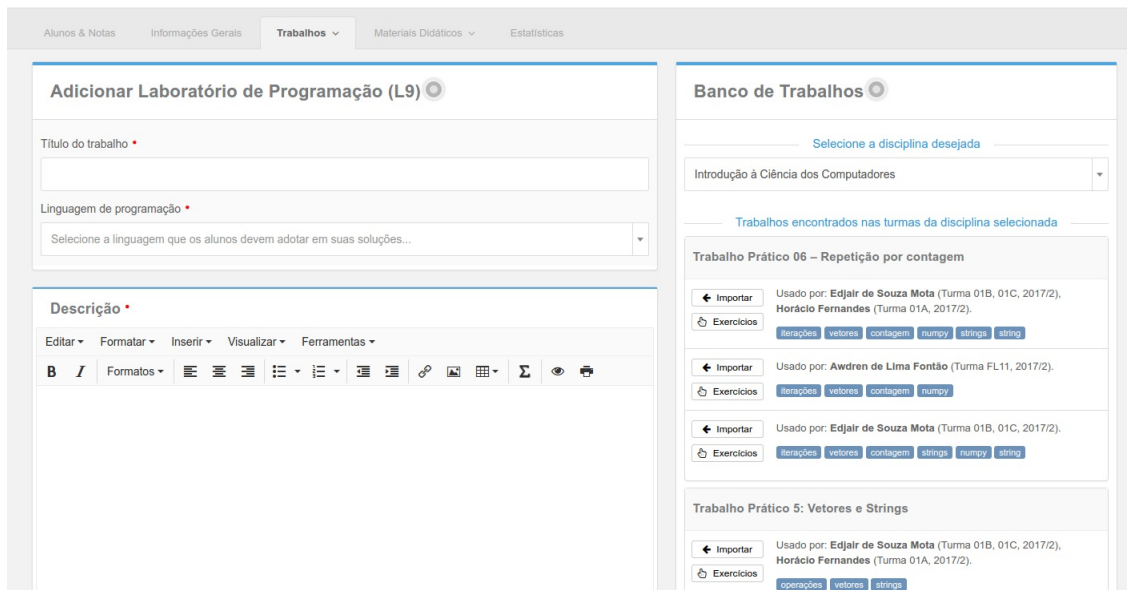 Alunos & Notas Informações Gerais Trabalhos Materiais Didáticos Estatísticas
Adicionar Laboratório de Programação (L9)
Título do trabalho •
Linguagem de programação •
Selecione a linguagem que os alunos devem adotar em suas soluções...
Descrição •
Editar Formatar Inserir Visualizar Ferramentas
B I Formatos Σ
Banco de Trabalhos
Selecione a disciplina desejada
Introdução à Ciência dos Computadores
Trabalhos encontrados nas turmas da disciplina selecionada
Trabalho Prático 06 – Repetição por contagem
Importar
Exercícios
Usado por: Edjair de Souza Mota (Turma 01B, 01C, 2017/2),
Horácio Fernandes (Turma 01A, 2017/2).
iterações vetores contagem numpy strings string
Importar
Exercícios
Usado por: Awdren de Lima Fontão (Turma FL11, 2017/2).
iterações vetores contagem numpy
Importar
Exercícios
Usado por: Edjair de Souza Mota (Turma 01B, 01C, 2017/2).
iterações vetores contagem strings numpy string
Trabalho Prático 5: Vetores e Strings
Importar
Exercícios
Usado por: Edjair de Souza Mota (Turma 01B, 01C, 2017/2),
Horácio Fernandes (Turma 01A, 2017/2).
operações vetores strings